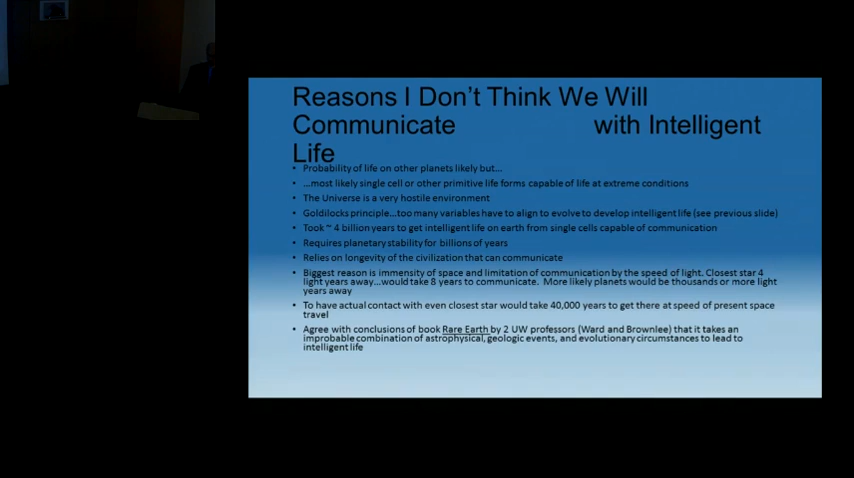 Reasons I Don't Think We Will
Communicate with Intelligent
Life
• Probability of life on other planets likely but...
• ...most likely single cell or other primitive life forms capable of life at extreme conditions
• The Universe is a very hostile environment
• Goldilocks principle...too many variables have to align to evolve to develop intelligent life (see previous slide)
• Took ~ 4 billion years to get intelligent life on earth from single cells capable of communication
• Requires planetary stability for billions of years
• Relies on longevity of the civilization that can communicate
• Biggest reason is immensity of space and limitation of communication by the speed of light. Closest star 4
light years away...would take 8 years to communicate. More likely planets would be thousands or more light
years away
• To have actual contact with even closest star would take 40,000 years to get there at speed of present space
travel
• Agree with conclusions of book Rare Earth by 2 UW professors (Ward and Brownlee) that it takes an
improbable combination of astrophysical, geologic events, and evolutionary circumstances to lead to
intelligent life